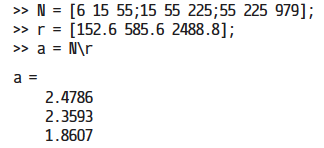 >> N = [6 15 55;15 55 225;55 225 979];
>> r = [152.6 585.6 2488.8];
>> a = N\r
a =
2.4786
2.3593
1.8607